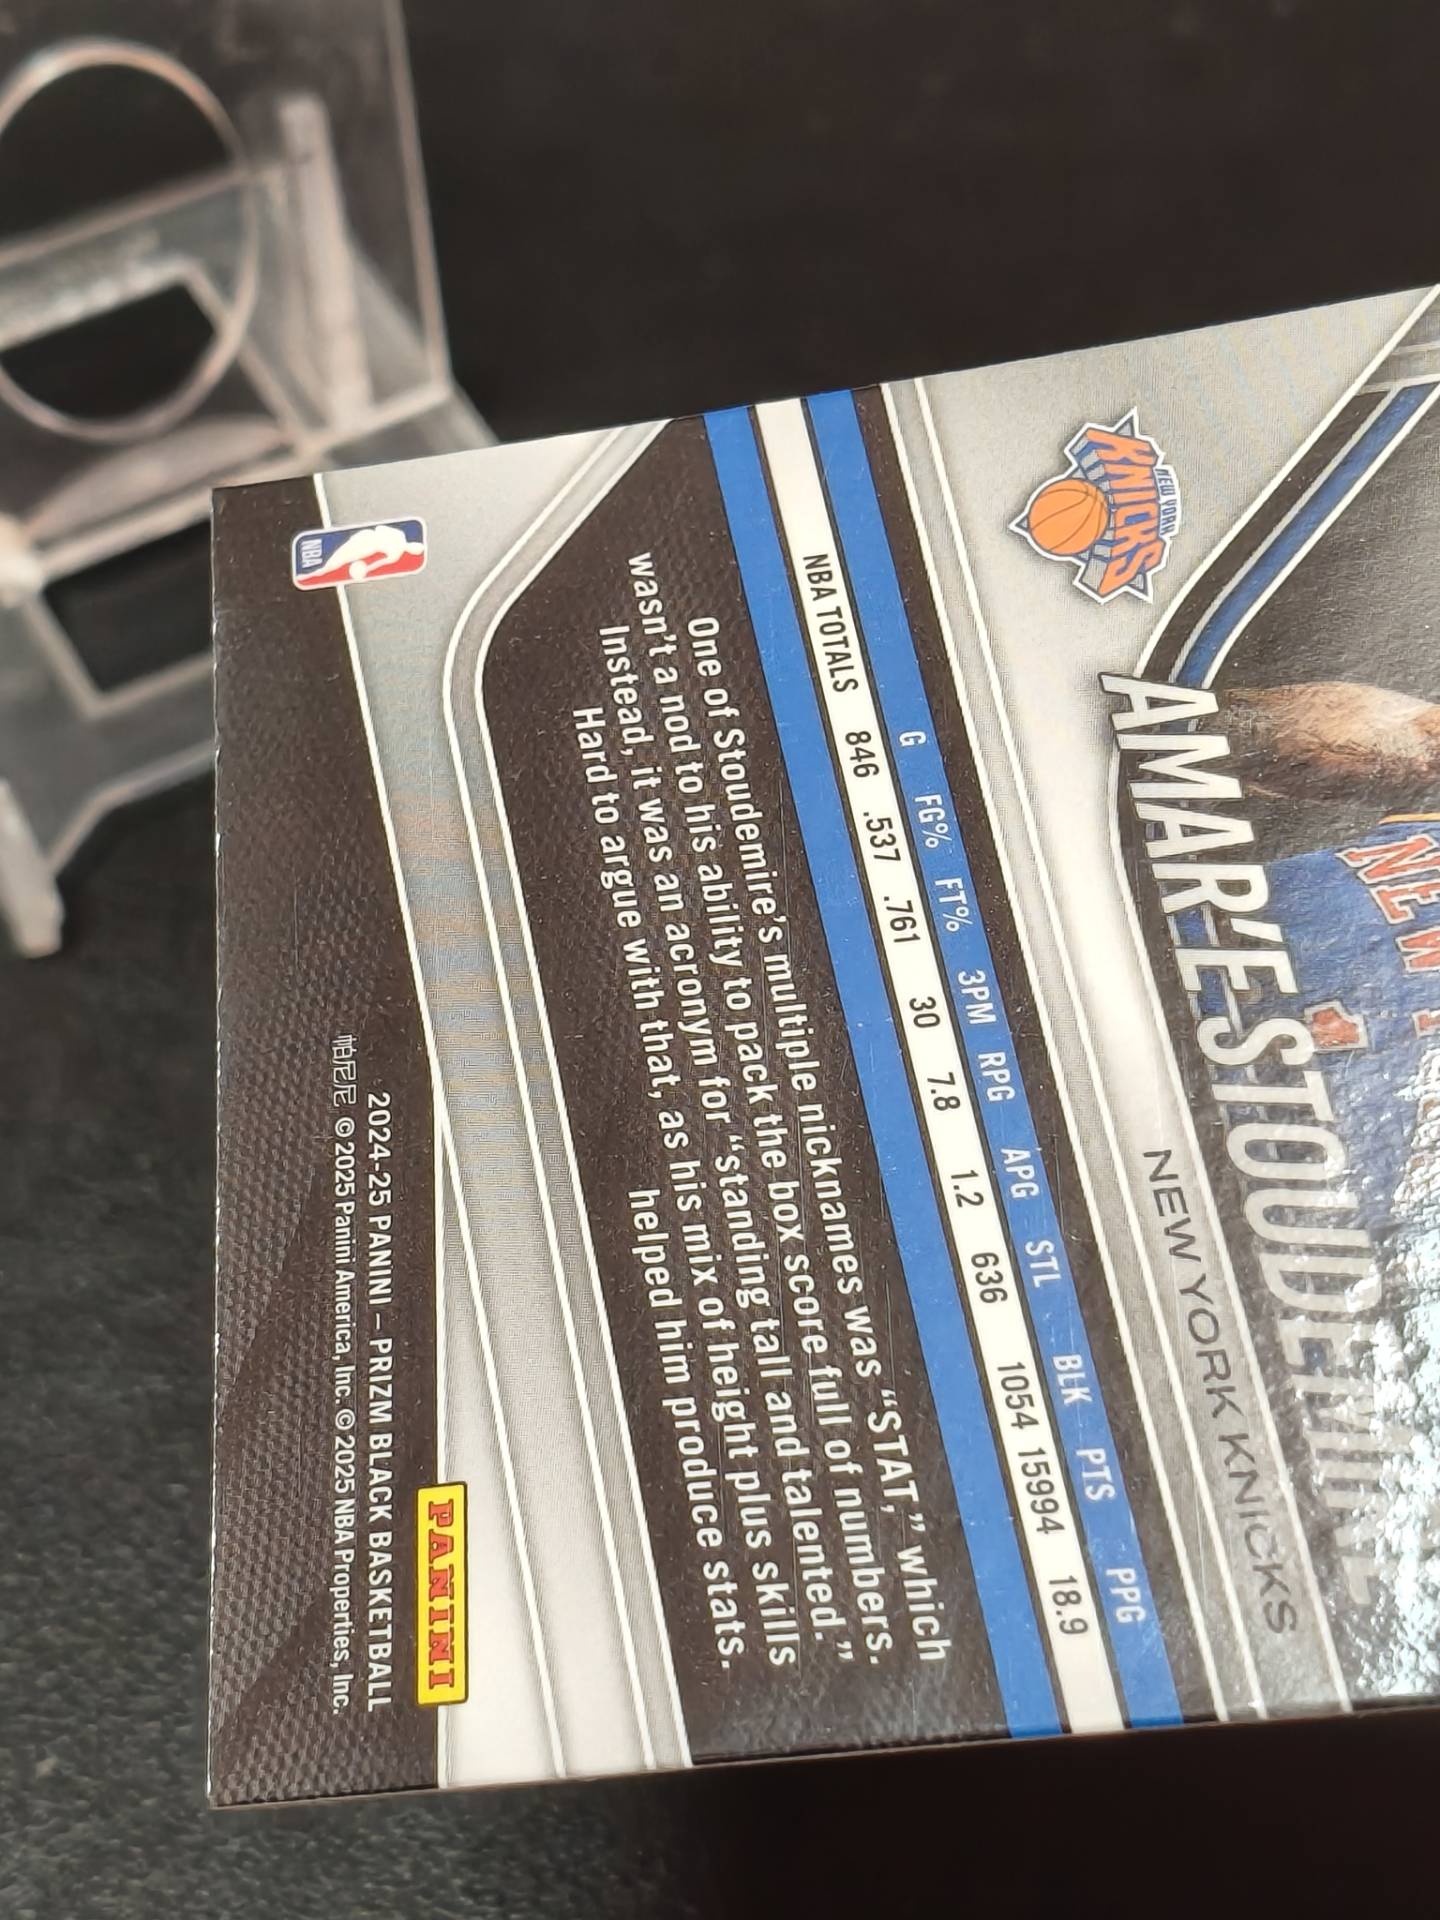 NEW YORK
KNICKS
NEW Y
AMAR'E STOUDEMIRE
NEW YORK KNICKS
G FG% FT% 3PM RPG APG STL BLK PTS PPG
NBA TOTALS 846 .537 .761 30 7.8 1.2 636 1054 15994 18.9
One of Stoudemire's multiple nicknames was “STAT,” which
wasn't a nod to his ability to pack the box score full of numbers.
Instead, it was an acronym for “standing tall and talented.”
Hard to argue with that, as his mix of height plus skills
helped him produce stats.
NBA
PANINI
2024-25 PANINI – PRIZM BLACK BASKETBALL
帕尼尼 © 2025 Panini America, Inc. © 2025 NBA Properties, Inc.